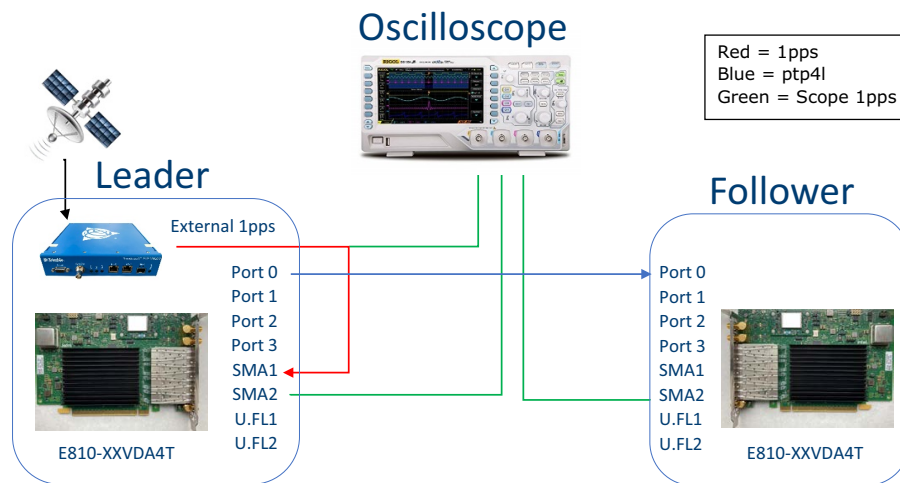 Oscilloscope
Red = 1pps
Blue = ptp4l
Green = Scope 1pps
RIGOL
Leader
Follower
External 1pps
Trimble
Port 0
Port 1
Port 2
Port 3
SMA1
SMA2
U.FL1
U.FL2
E810-XXVDA4T
Port 0
Port 1
Port 2
Port 3
SMA1
SMA2
U.FL1
U.FL2
E810-XXVDA4T